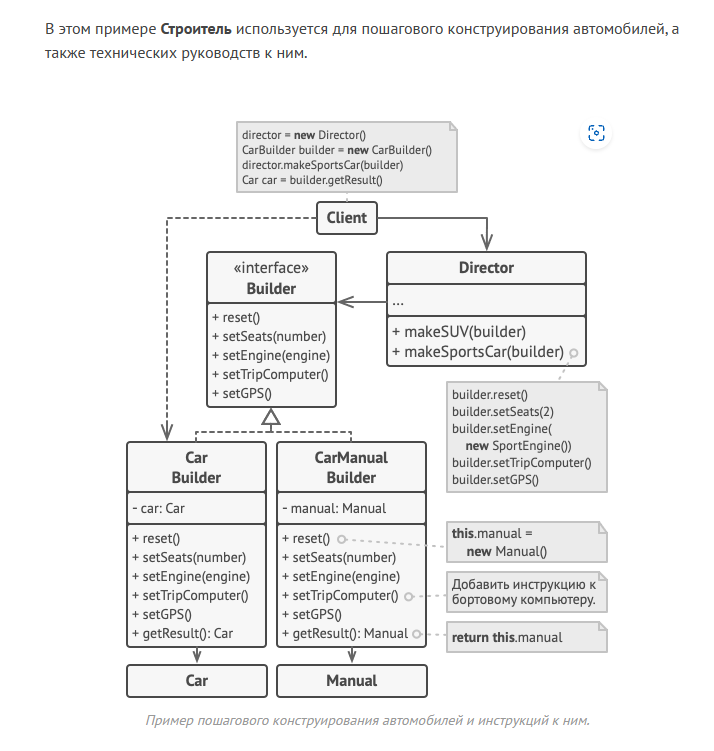 В этом примере Строитель используется для пошагового конструирования автомобилей, а
также технических руководств к ним.
director = new Director()
CarBuilder builder = new CarBuilder()
director.makeSportsCar(builder)
Car car = builder.getResult()
Client
«interface»
Builder
+ reset()
+ setSeats(number)
+ setEngine(engine)
+ setTripComputer()
+ setGPS()
Director
...
+ makeSUV(builder)
+ makeSportsCar(builder)
builder.reset()
builder.setSeats(2)
builder.setEngine(
new SportEngine())
builder.setTripComputer()
builder.setGPS()
Car
Builder
- car: Car
+ reset()
+ setSeats(number)
+ setEngine(engine)
+ setTripComputer()
+ setGPS()
+ getResult(): Car
CarManual
Builder
- manual: Manual
+ reset()
+ setSeats(number)
+ setEngine(engine)
+ setTripComputer()
+ setGPS()
+ getResult(): Manual
this.manual =
new Manual()
Добавить инструкцию к
бортовому компьютеру.
return this.manual
Car
Manual
Пример пошагового конструирования автомобилей и инструкций к ним.